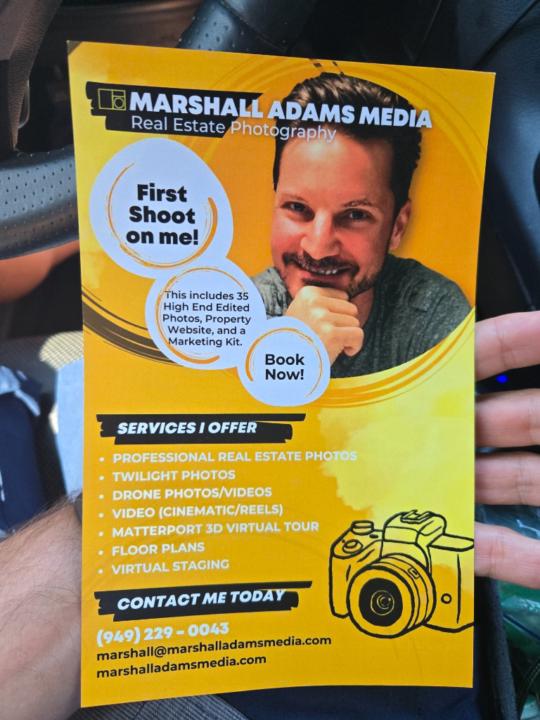 MARSHALL ADAMS MEDIA
Real Estate Photography
First
Shoot
on me!
This includes 35
High End Edited
Photos, Property
Website, and a
Marketing Kit.
Book
Now!
SERVICES I OFFER
• PROFESSIONAL REAL ESTATE PHOTOS
• TWILIGHT PHOTOS
• DRONE PHOTOS/VIDEOS
• VIDEO (CINEMATIC/REELS)
• MATTERPORT 3D VIRTUAL TOUR
• FLOOR PLANS
• VIRTUAL STAGING
CONTACT ME TODAY
(949) 229 - 0043
marshall@marshalladamsmedia.com
marshalladamsmedia.com